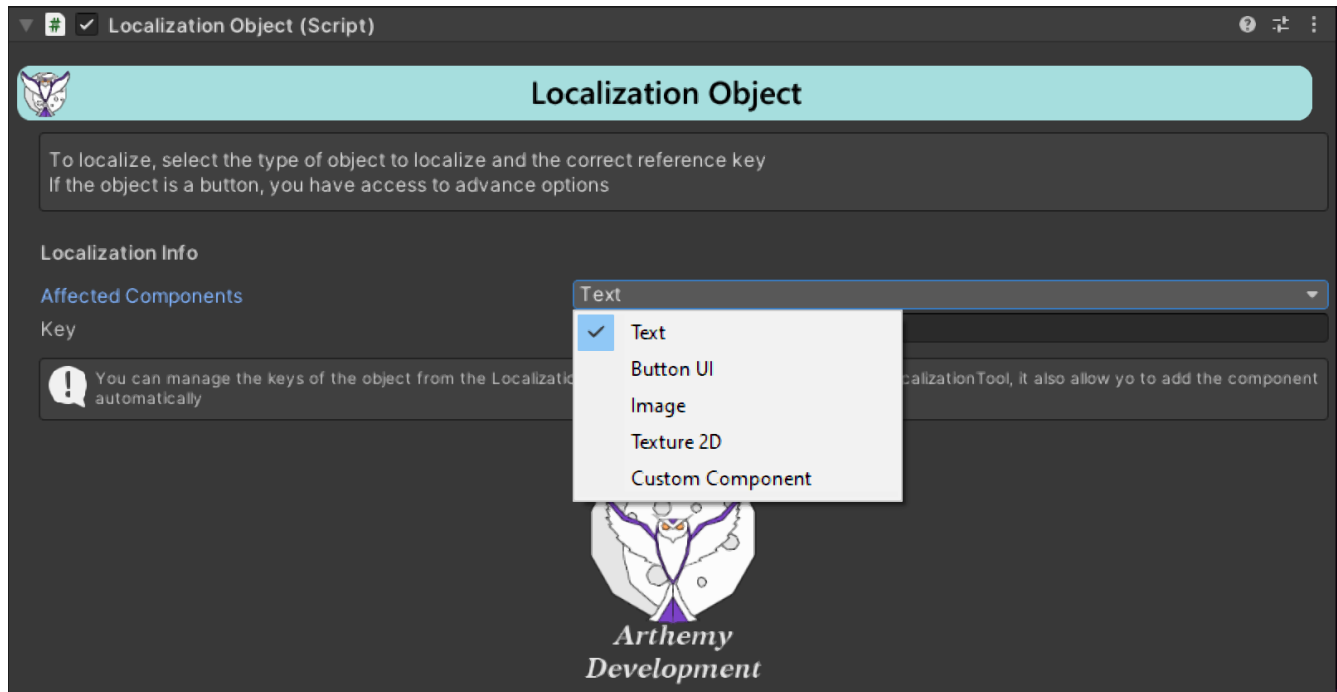 Localization Object (Script)
Localization Object
To localize, select the type of object to localize and the correct reference key
If the object is a button, you have access to advance options
Localization Info
Affected Components
Text
Key
Text
Button UI
Image
Texture 2D
Custom Component
You can manage the keys of the object from the
it also allow yo to add the component
automatically
Arthemy
Development